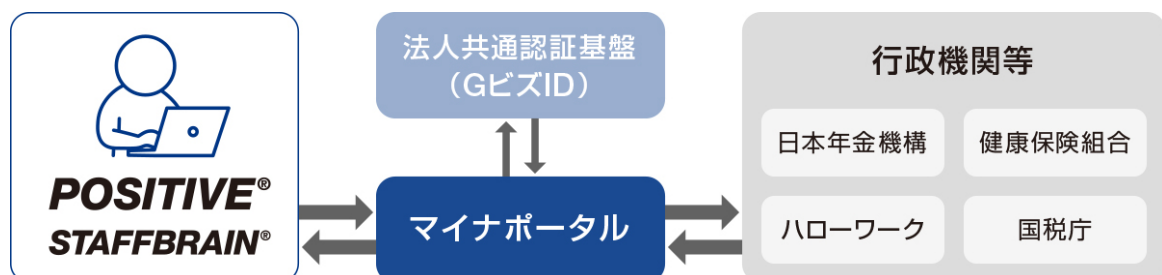 POSITIVE®
STAFFBRAIN®
法人共通認証基盤
（GビズID）
マイナポータル
行政機関等
日本年金機構
健康保険組合
ハローワーク
国税庁